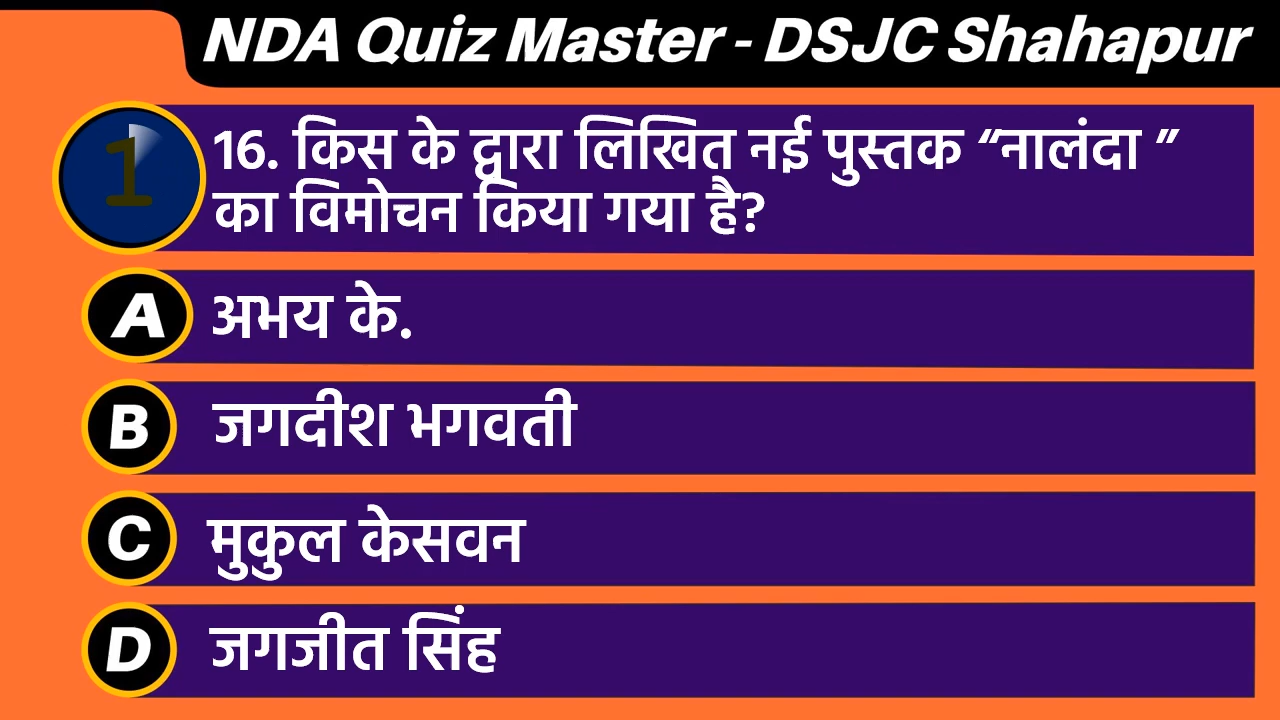 NDA Quiz Master - DSJC Shahapur
1
16. किस के द्वारा लिखित नई पुस्तक “नालंदा ”
का विमोचन किया गया है?
A अभय के.
B जगदीश भगवती
C मुकुल केसवन
D जगजीत सिंह